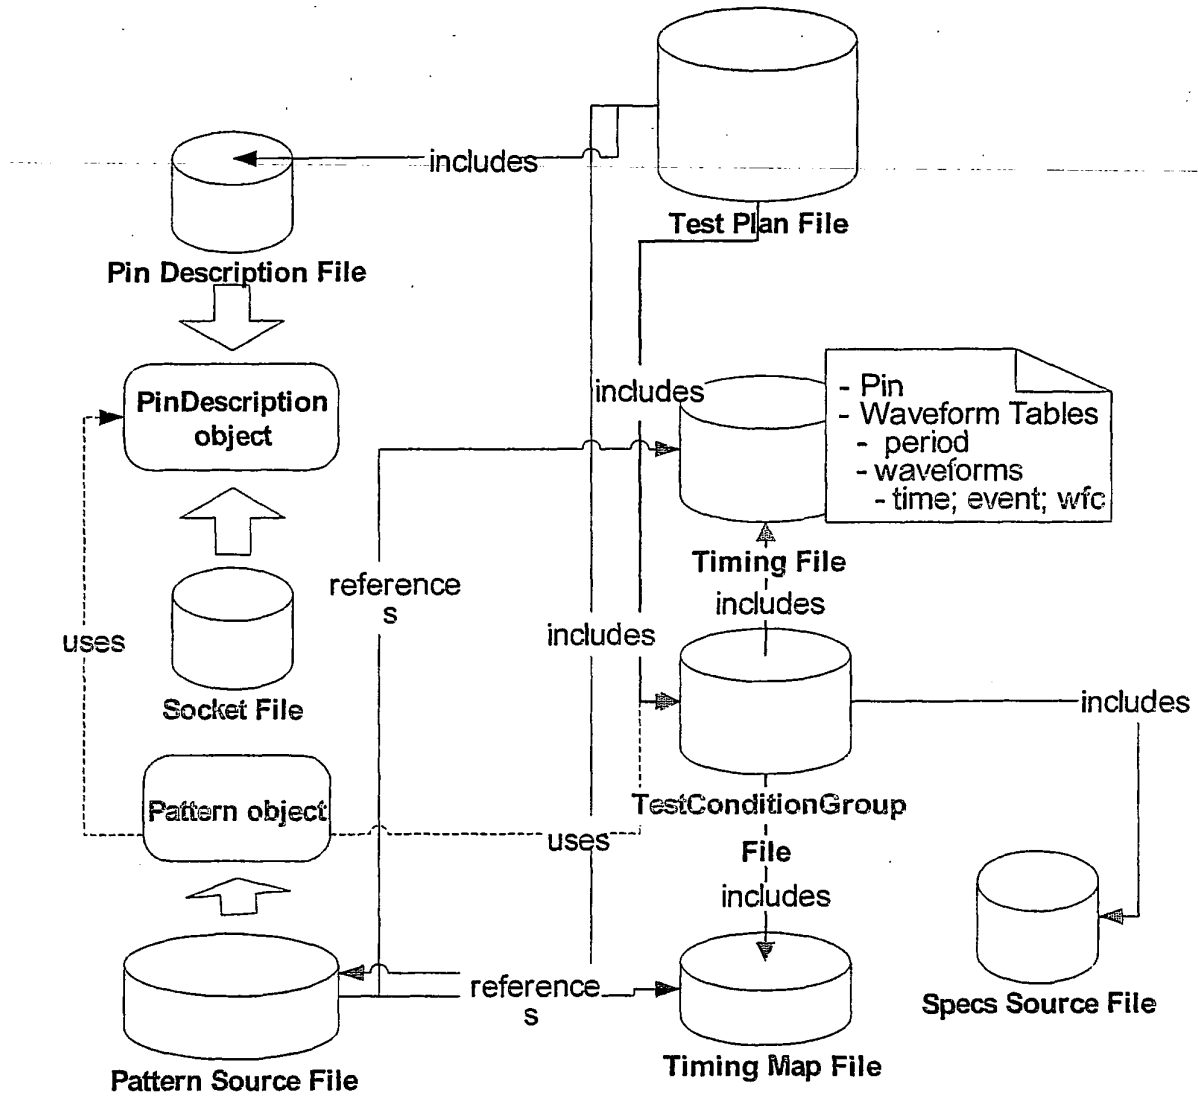 includes
Test Plan File
Pin Description File
PinDescription
object
includes
- Pin
- Waveform Tables
- period
- waveforms
- time; event; wfc
Timing File
includes
reference
s
includes
uses
Socket File
includes
TestConditionGroup
File
Pattern object
uses
includes
reference
s
Specs Source File
Timing Map File
Pattern Source File